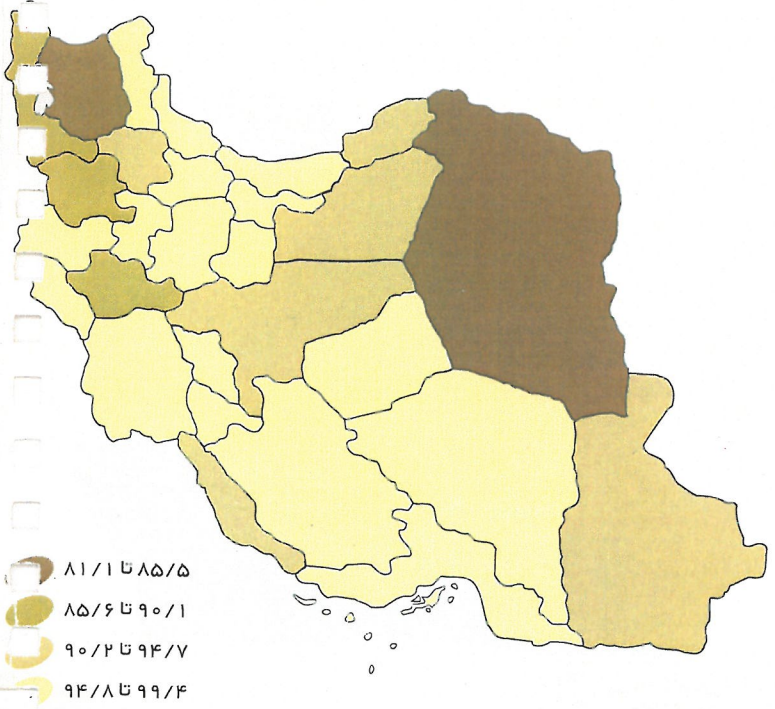 ۸۱/۱ تا ۸۵/۵
۸۵/۶ تا ۹۰/۱
۹۰/۲ تا ۹۴/۷
۹۴/۸ تا ۹۹/۴